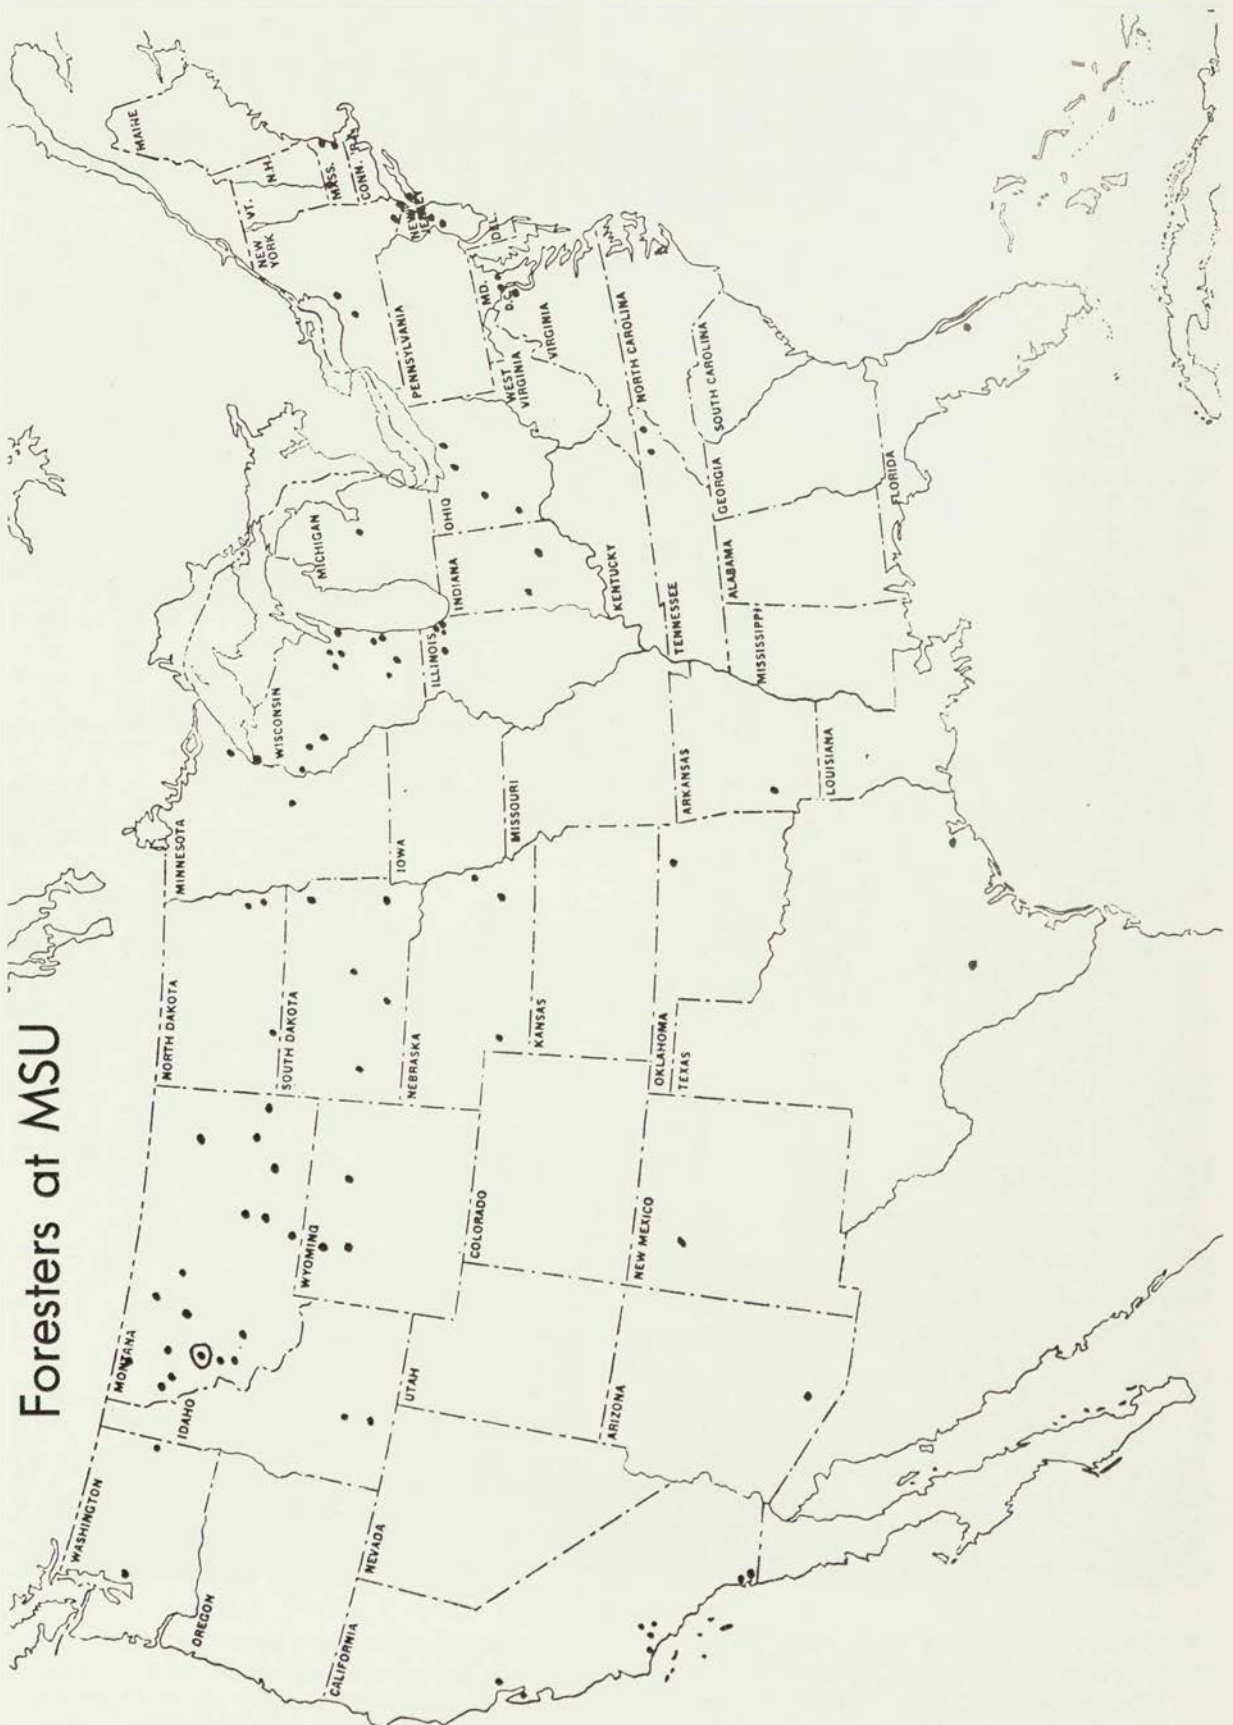 Foresters at MSU
WASHINGTON
MONTANA
NORTH DAKOTA
MINNESOTA
MAINE
VT.
N.H.
NEW
YORK
MASS.
CONN.
R.I.
OREGON
IDAHO
SOUTH DAKOTA
WISCONSIN
MICHIGAN
WYOMING
NEBRASKA
IOWA
ILLINOIS
INDIANA
OHIO
PENNSYLVANIA
NEW
JERSEY
MD.
DEL.
D.C.
WEST
VIRGINIA
VIRGINIA
CALIFORNIA
NEVADA
UTAH
COLORADO
KANSAS
MISSOURI
KENTUCKY
ARIZONA
NEW MEXICO
OKLAHOMA
TEXAS
ARKANSAS
TENNESSEE
NORTH CAROLINA
SOUTH CAROLINA
MISSISSIPPI
ALABAMA
GEORGIA
LOUISIANA
FLORIDA